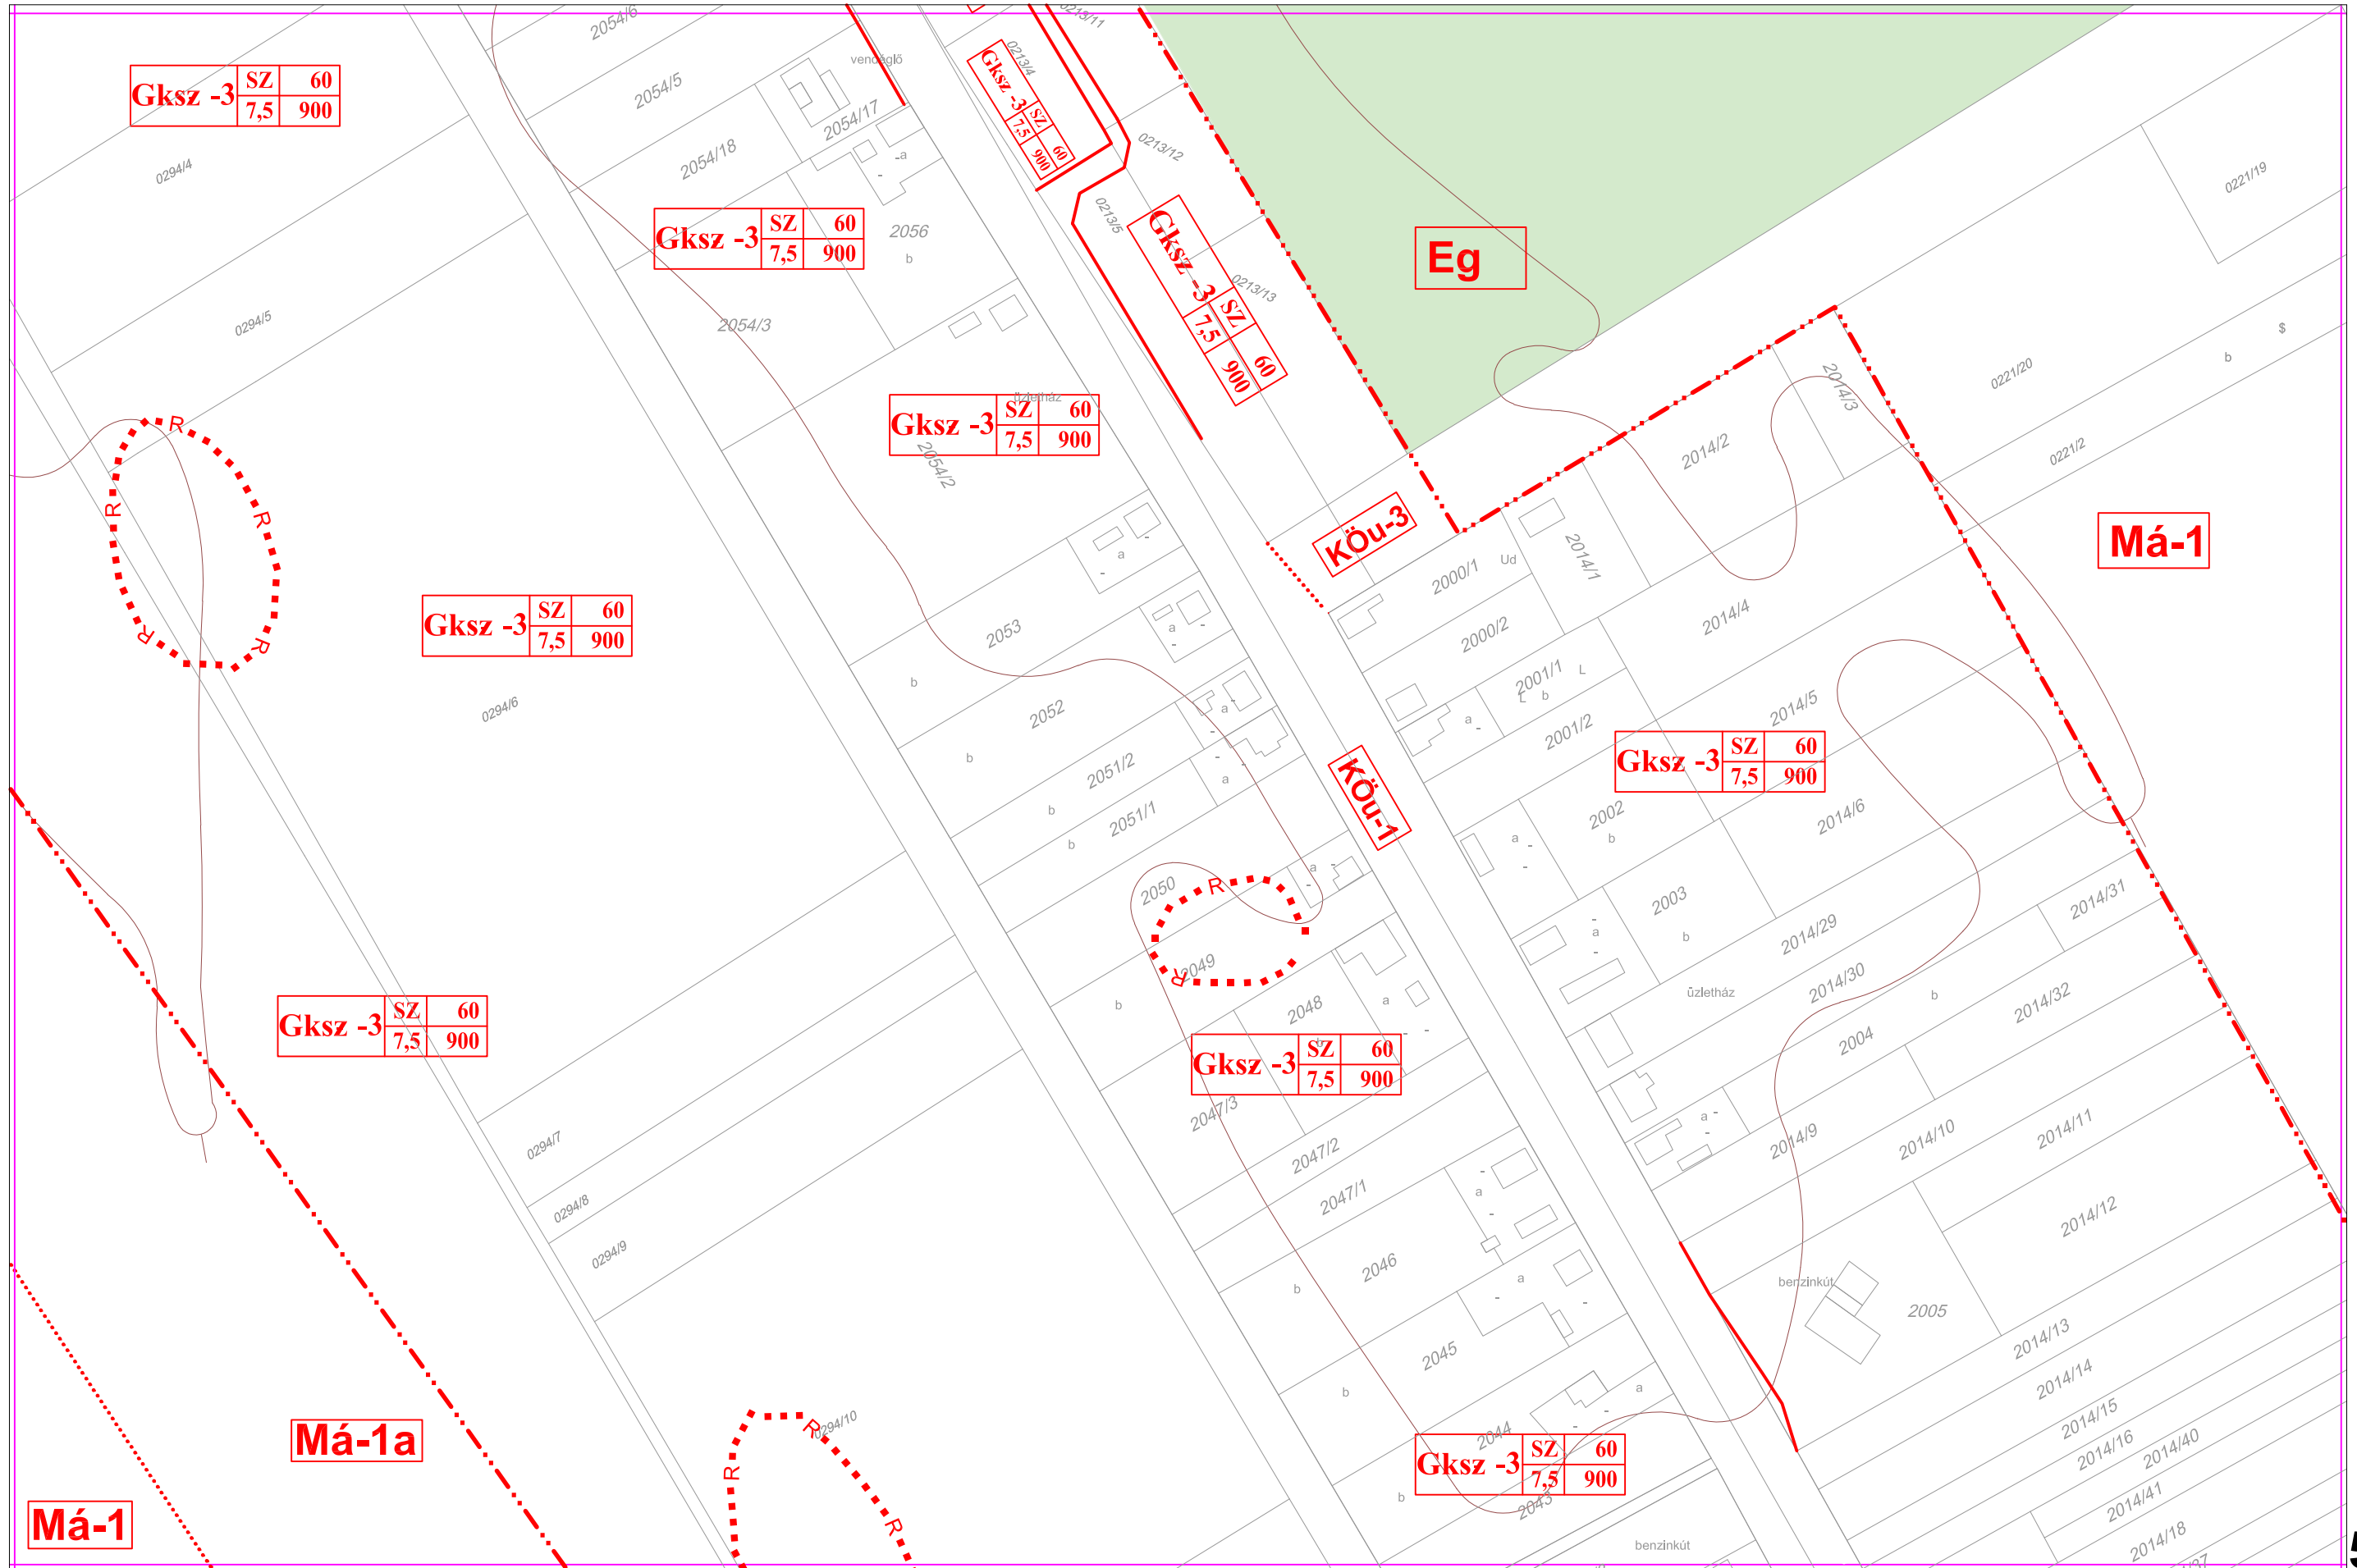 2054/6
0213/11
vendéglő
0213/4
Gksz -3 SZ 60
7,5 900
2054/5
Gksz -3 SZ 60
7,5 900
2054/17
0213/12
2054/18
a
0294/4
0221/19
0213/5
Gksz -3 SZ 60
7,5 900
2056
b
Gksz -3 SZ 60
7,5 900
Eg
0213/13
0294/5
2054/3
$
b
0221/20
2014/3
üzletház
Gksz -3 SZ 60
7,5 900
2054/2
R
2014/2
0221/2
R
R
KÖu-3
Má-1
a
Ud
2014/1
2000/1
Gksz -3 SZ 60
7,5 900
2053
a
2000/2
2014/4
R
R
b
2001/1
L
L b
0294/6
2052
a
a
2001/2
2014/5
Gksz -3 SZ 60
7,5 900
b
2051/2
a
KÖu-1
b
2051/1
2002
2014/6
b
a
b
2050
a
R
2003
2014/31
b
a
2014/29
2049
R
2014/30
üzletház
b
2014/32
b
2048
a
Gksz -3 SZ 60
7,5 900
b
Gksz -3 SZ 60
7,5 900
2004
2047/3
a
2014/9
2014/10
2014/11
0294/7
2047/2
2047/1
a
0294/8
2014/12
0294/9
2046
b
a
benzinkút
2005
2045
2014/13
b
a
2014/14
0294/10
R
Má-1a
2044
2014/15
2014/16
2014/40
Gksz -3 SZ 60
7,5 900
R
b
2043
2014/41
Má-1
R
2014/18
benzinkút